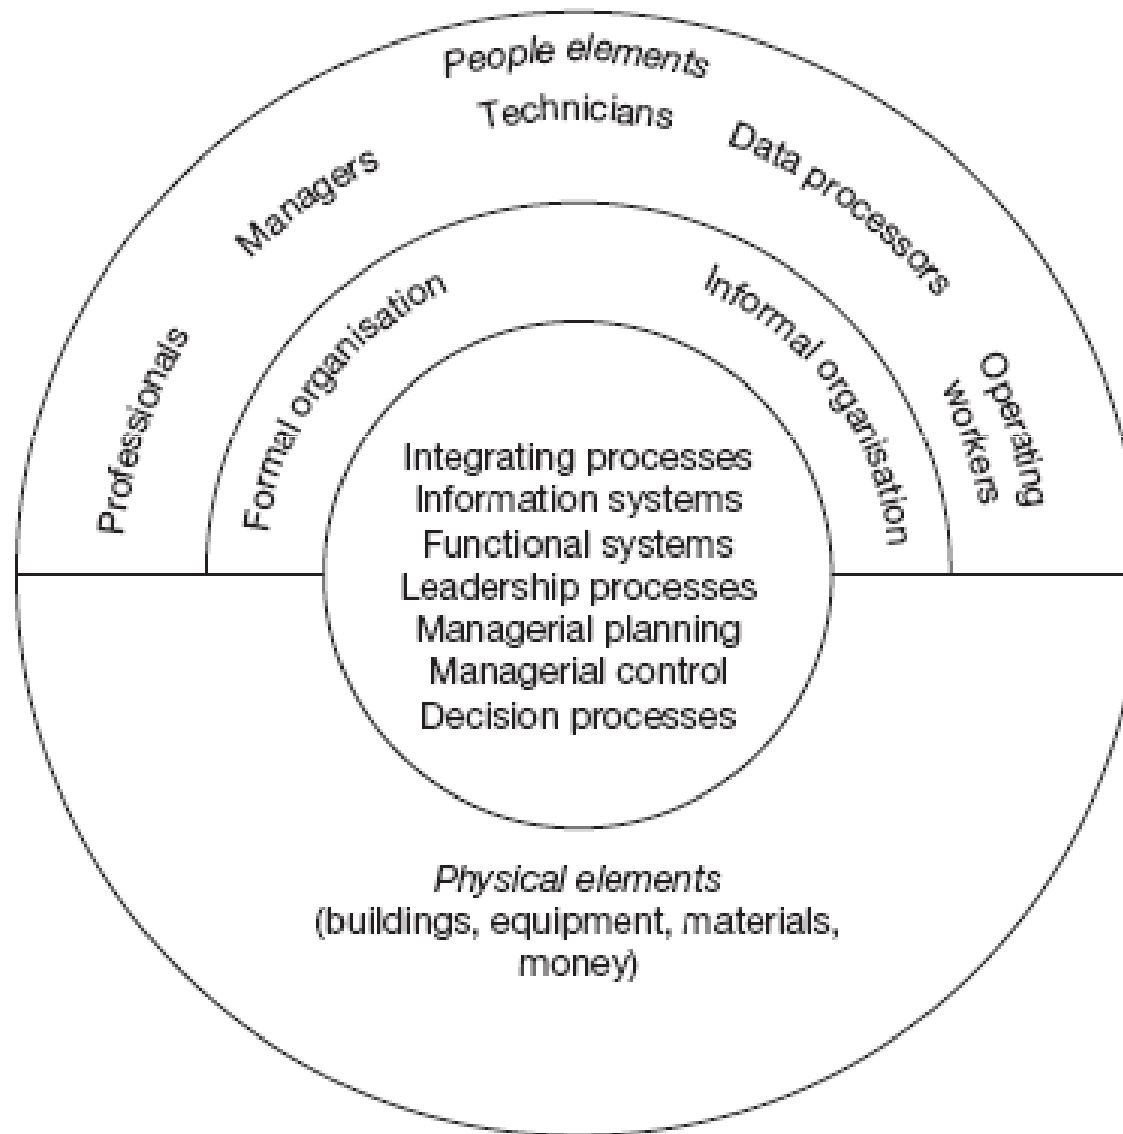 People elements
Technicians
Managers
Data processors
Professionals
Operating
workers
Formal organisation
Informal organisation
Integrating processes
Information systems
Functional systems
Leadership processes
Managerial planning
Managerial control
Decision processes
Physical elements
(buildings, equipment, materials,
money)